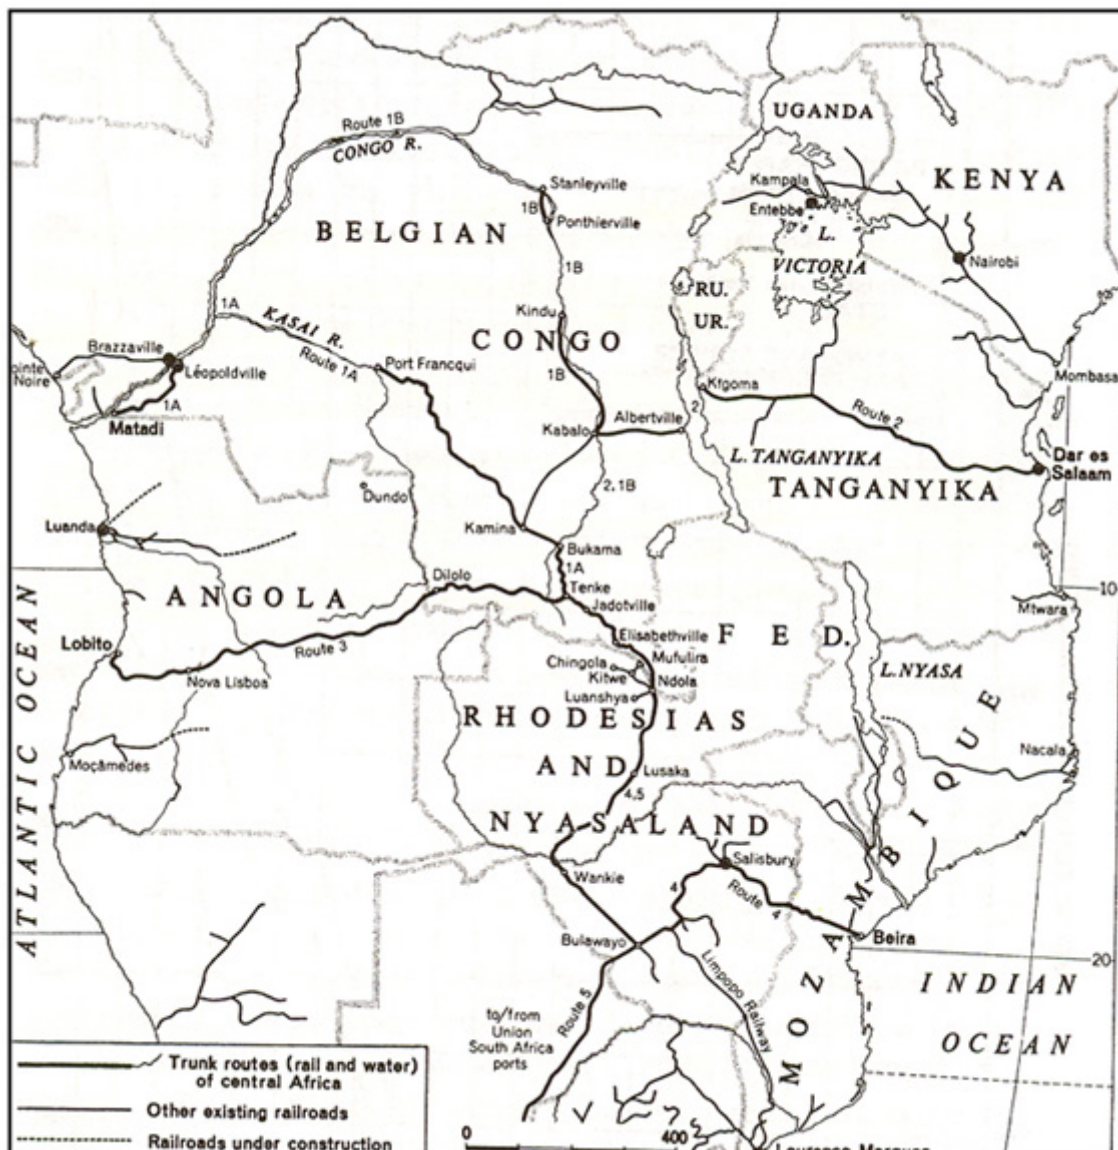 UGANDA
Route 1B
CONGO R.
KENYA
Kampala
Stanleyville
Entebbe
1B
Ponthierville
BELGIAN
L.
VICTORIA
Nairobi
1B
RU.
UR.
1A
KASAI R.
Kindu
CONGO
Brazzaville
Route 1A
Port Francqui
ointe
Noire
Léopoldville
1B
Mombasa
1A
Kigoma
Matadi
Albertville
2
Route 2
Kabalo
L. TANGANYIKA
Dar es
Salaam
2,1B
TANGANYIKA
Dundo
Luanda
Kamina
Bukama
1A
Dilolo
Tenke
10
ANGOLA
Jadotville
Mtwara
Elisabethville
FED.
Lobito
Route 3
Mufulira
Chingola
Kitwe
Ndola
L. NYASA
Nova Lisboa
Luanshya
RHODESIAS
Nacala
Moçâmedes
AND
Lusaka
4,5
NYASALAND
Salisbury
Wankie
4
Route 4
MOZAMBIQUE
Beira
Bulawayo
20
ATLANTIC OCEAN
Limpopo Railway
INDIAN
OCEAN
Route 5
to/from
Union
South Africa
ports
Trunk routes (rail and water)
of central Africa
Other existing railroads
Railroads under construction
0 400
Lourenço Marques